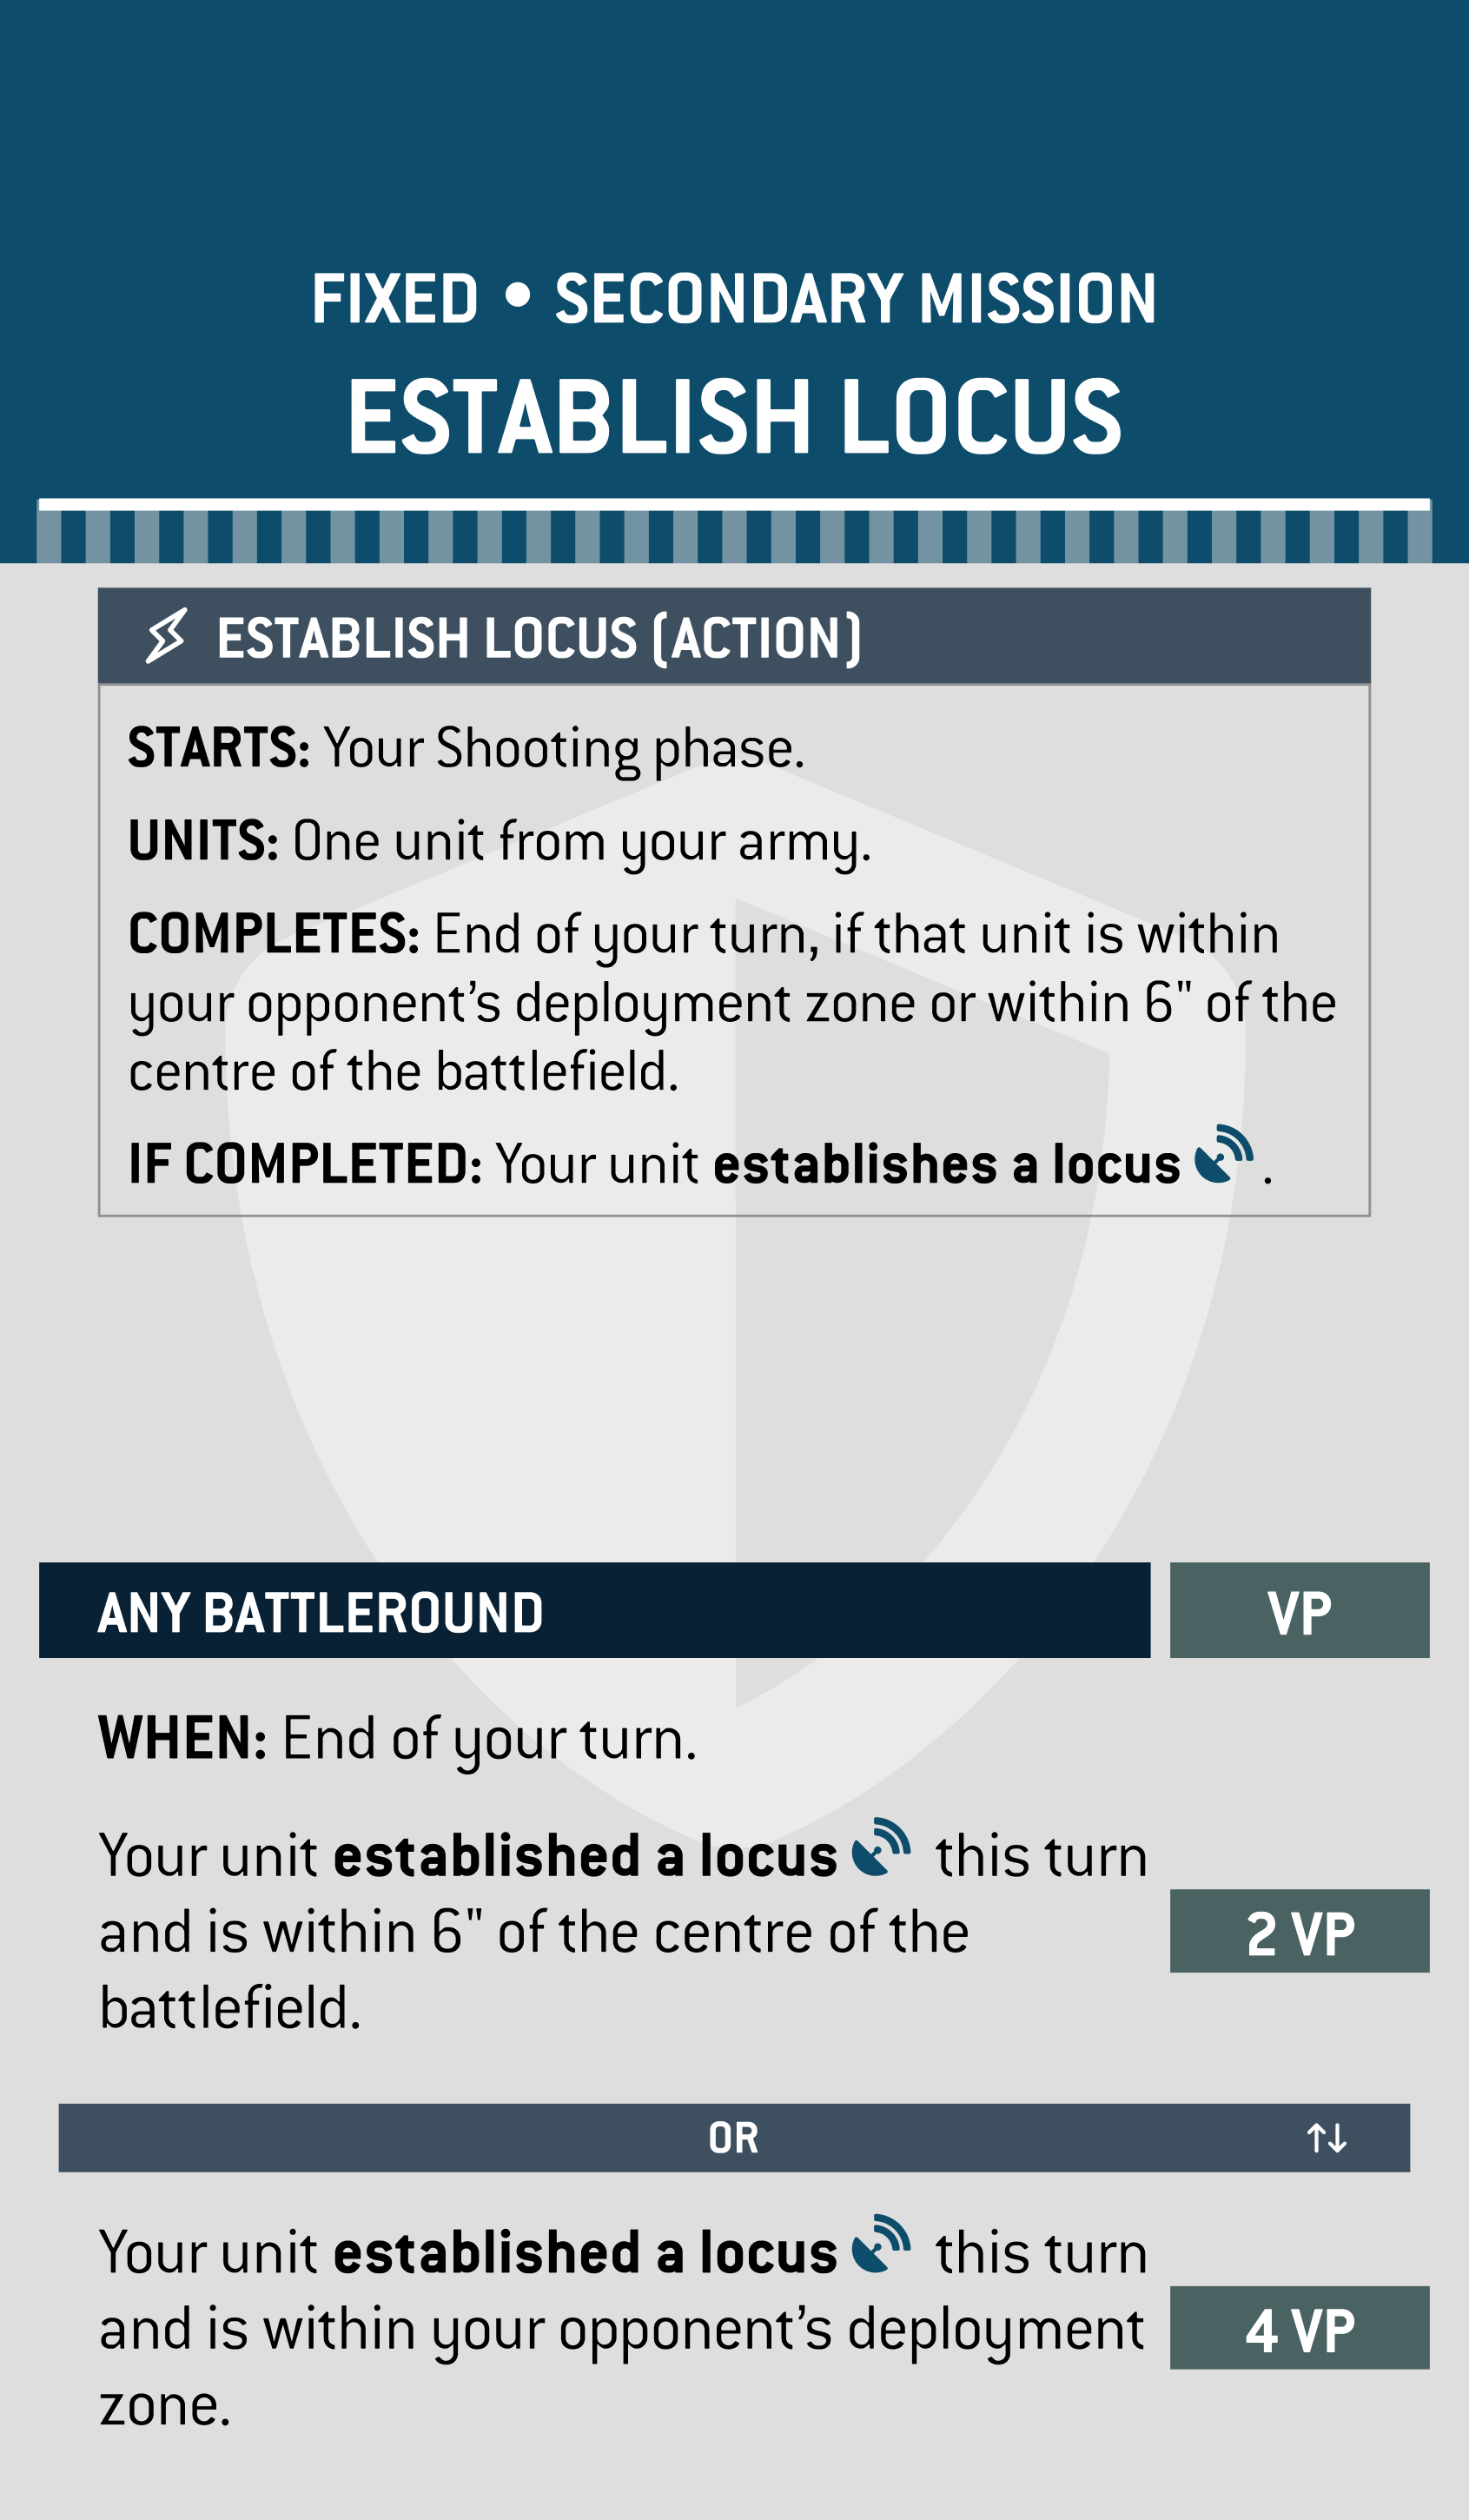 FIXED • SECONDARY MISSION
ESTABLISH LOCUS
ESTABLISH LOCUS (ACTION)
STARTS: Your Shooting phase.
UNITS: One unit from your army.
COMPLETES: End of your turn, if that unit is within
your opponent's deployment zone or within 6" of the
centre of the battlefield.
IF COMPLETED: Your unit establishes a locus .
ANY BATTLEROUND
VP
WHEN: End of your turn.
Your unit established a locus this turn
and is within 6" of the centre of the
battlefield.
2 VP
OR
Your unit established a locus this turn
and is within your opponent's deployment
zone.
4 VP